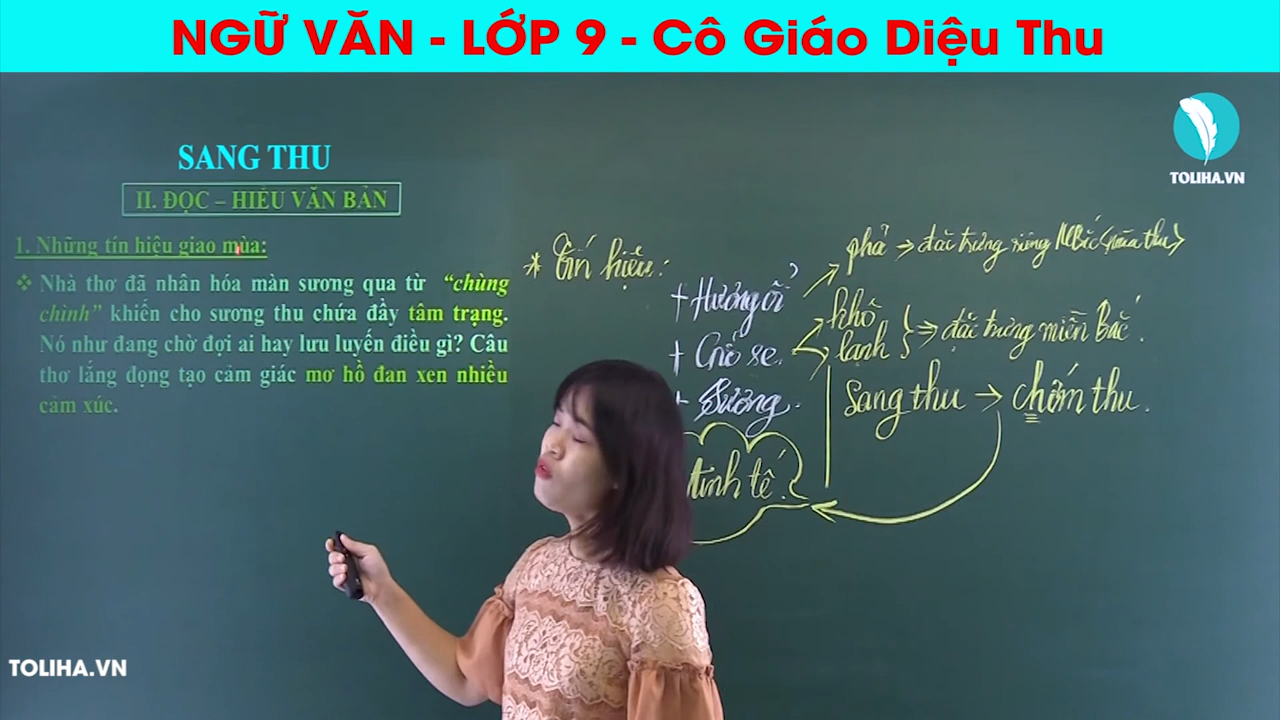 NGỮ VĂN - LỚP 9 - Cô Giáo Diệu Thu
TOLIHA.VN
SANG THU
II. ĐỌC – HIỂU VĂN BẢN
1. Những tín hiệu giao mùa:
❖ Nhà thơ đã nhân hóa màn sương qua từ “chùng
chình” khiến cho sương thu chứa đầy tâm trạng.
Nó như đang chờ đợi ai hay lưu luyến điều gì? Câu
thơ lắng đọng tạo cảm giác mơ hồ đan xen nhiều
cảm xúc.
* Tín hiệu:
+ Hương ổi
phả → đặc trưng riêng MBắc (mùa thu)
+ Gió se
khô
lạnh } ⇒ đặc trưng miền Bắc.
+ Sương
Sang thu → chớm thu.
tinh tế
TOLIHA.VN